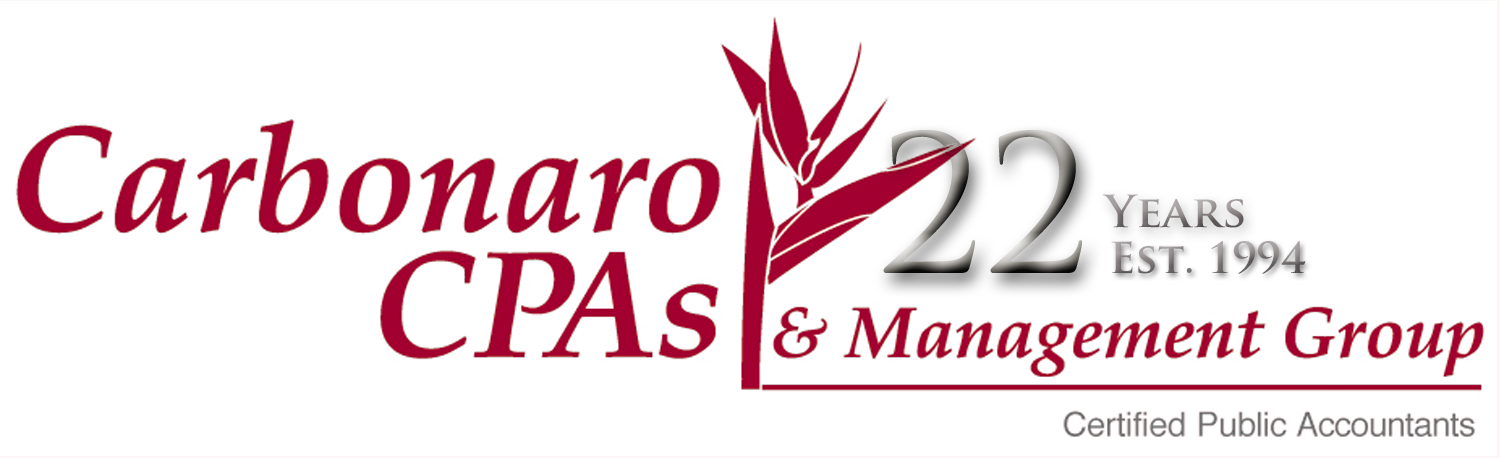 Carbonaro
CPAs
22
Years
Est. 1994
& Management Group
Certified Public Accountants